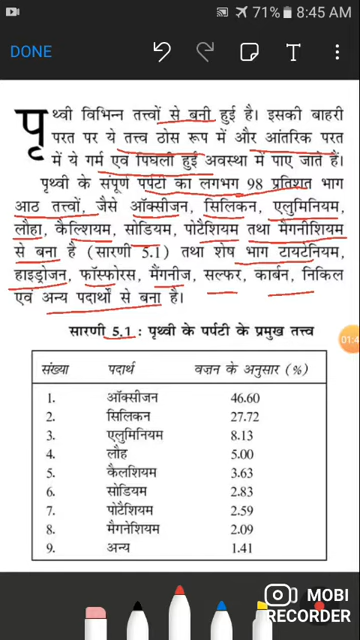 71% 8:45 AM
DONE
T
पृथ्वी विभिन्न तत्त्वों से बनी हुई है। इसकी बाहरी
परत पर ये तत्त्व ठोस रूप में और आंतरिक परत
में ये गर्म एवं पिघली हुई अवस्था में पाए जाते हैं।
पृथ्वी के संपूर्ण पर्पटी का लगभग 98 प्रतिशत भाग
आठ तत्त्वों, जैसे ऑक्सीजन, सिलिकन, एलुमिनियम,
लौहा, कैल्शियम, सोडियम, पोटैशियम तथा मैगनीशियम
से बना है (सारणी 5.1) तथा शेष भाग टायटेनियम,
हाइड्रोजन, फॉस्फोरस, मैंगनीज, सल्फर, कार्बन, निकिल
एवं अन्य पदार्थों से बना है।
सारणी 5.1 : पृथ्वी के पर्पटी के प्रमुख तत्त्व
संख्या पदार्थ वज़न के अनुसार (%)
1. ऑक्सीजन 46.60
2. सिलिकन 27.72
3. एलुमिनियम 8.13
4. लौह 5.00
5. कैलशियम 3.63
6. सोडियम 2.83
7. पोटैशियम 2.59
8. मैगनेशियम 2.09
9. अन्य 1.41
01:4
MOBI
RECORDER